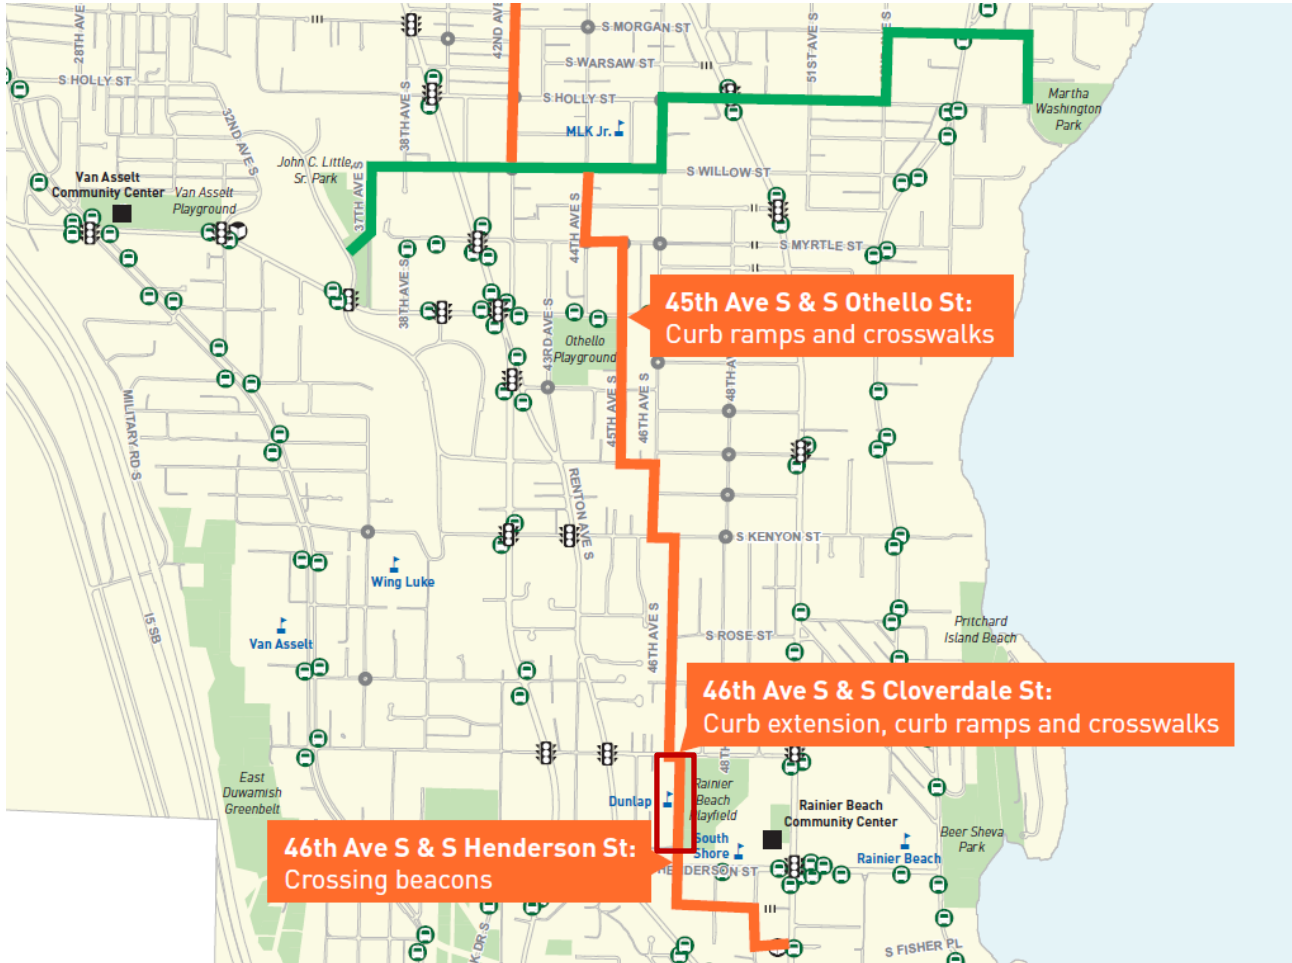 28TH AVE
42ND AVE
S MORGAN ST
51ST AVE S
S WARSAW ST
S HOLLY ST
S HOLLY ST
38TH AVE S
32ND AVE S
MLK Jr.
Martha
Washington
Park
John C. Little,
Sr. Park
37TH AVE S
S WILLOW ST
Van Asselt
Community Center
Van Asselt
Playground
44TH AVE S
S MYRTLE ST
38TH AVE S
45th Ave S & S Othello St:
Curb ramps and crosswalks
43RD AVE S
Othello
Playground
48TH AV
45TH AVE S
46TH AVE S
MILITARY RD S
RENTON AVE S
S KENYON ST
Wing Luke
I5 SB
Van Asselt
46TH AVE S
S ROSE ST
Pritchard
Island Beach
46th Ave S & S Cloverdale St:
Curb extension, curb ramps and crosswalks
48TH
East
Duwamish
Greenbelt
Dunlap
Rainier
Beach
Playfield
Rainier Beach
Community Center
South
Shore
Rainier Beach
Beer Sheva
Park
46th Ave S & S Henderson St:
Crossing beacons
HENDERSON ST
K DR S
S FISHER PL